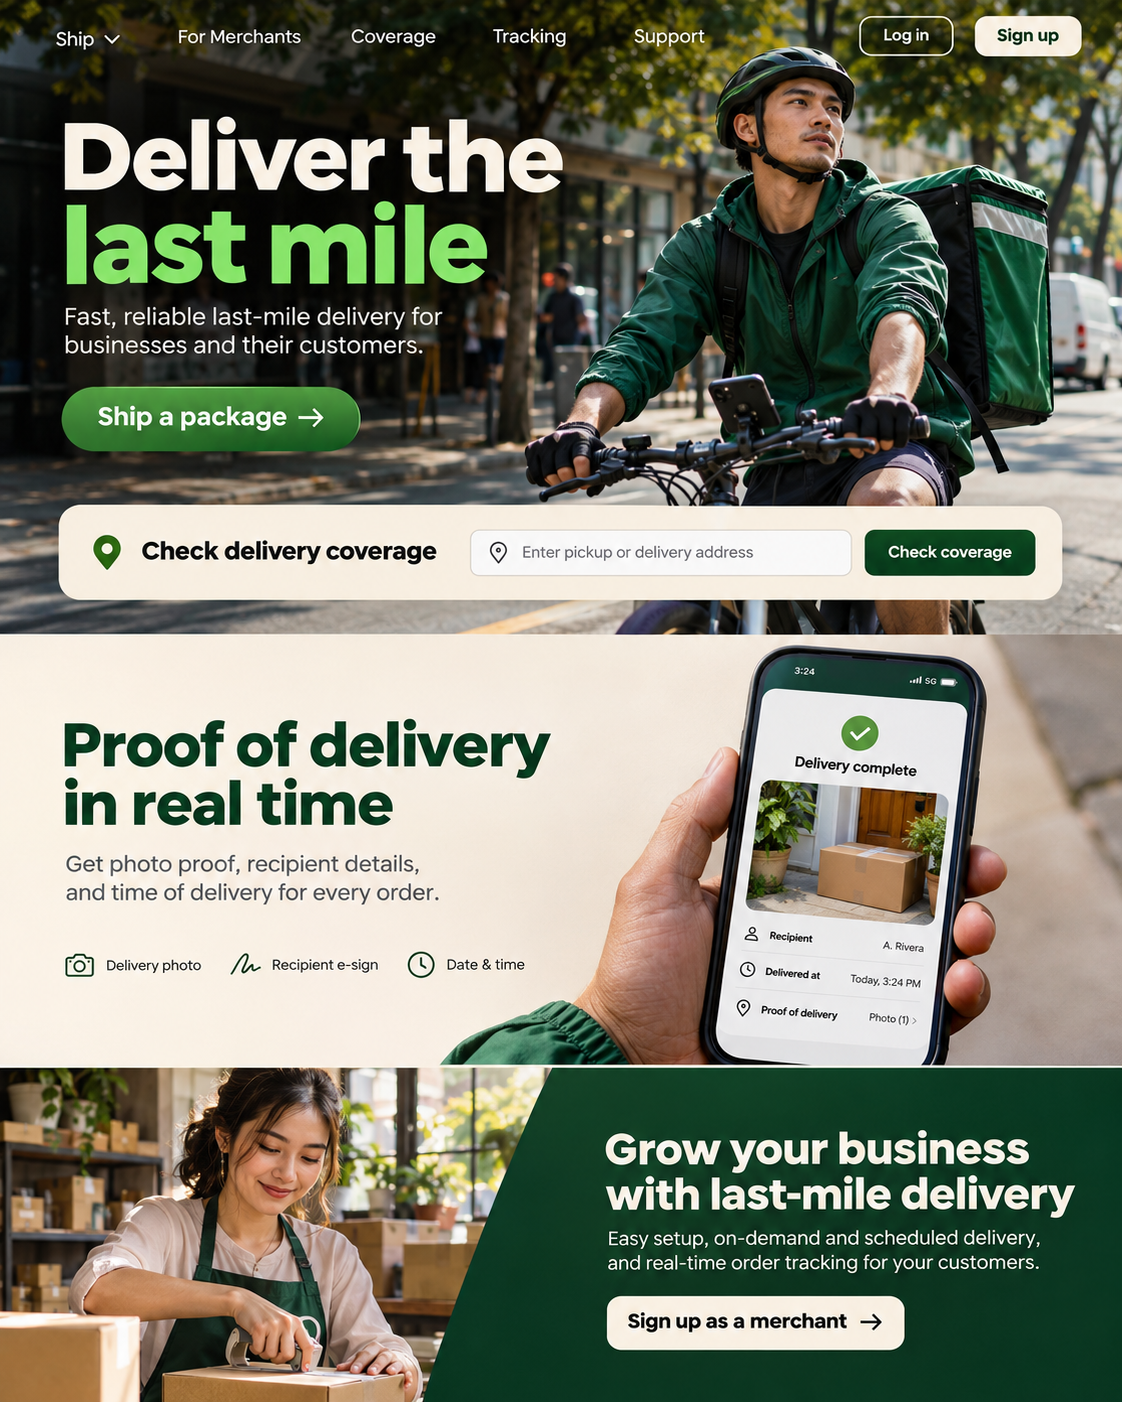 Ship
For Merchants
Coverage
Tracking
Support
Log in
Sign up
Deliver the
last mile
Fast, reliable last-mile delivery for
businesses and their customers.
Ship a package →
Check delivery coverage
Enter pickup or delivery address
Check coverage
Proof of delivery
in real time
Get photo proof, recipient details,
and time of delivery for every order.
Delivery photo
Recipient e-sign
Date & time
3:24
SG
Delivery complete
Recipient
A. Rivera
Delivered at
Today, 3:24 PM
Proof of delivery
Photo (1) >
Grow your business
with last-mile delivery
Easy setup, on-demand and scheduled delivery,
and real-time order tracking for your customers.
Sign up as a merchant →